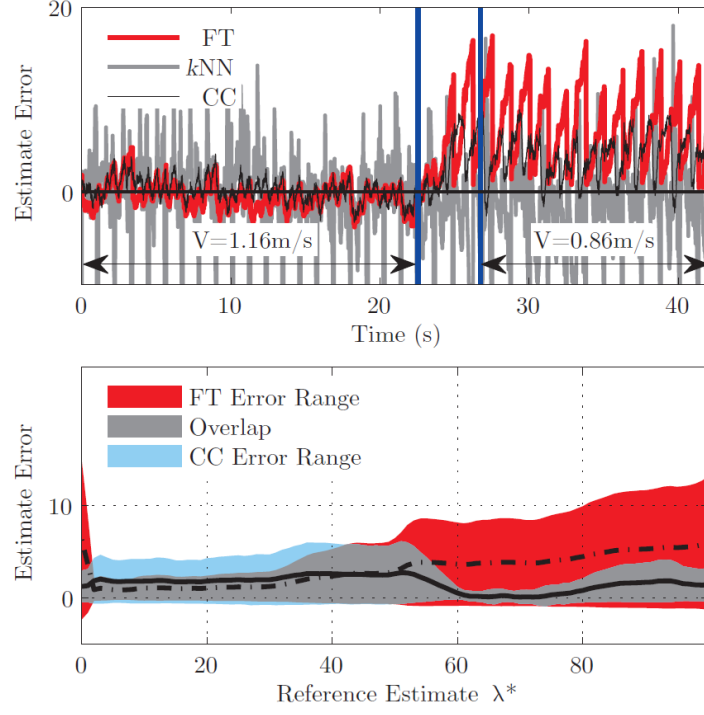 20
FT
kNN
CC
Estimate Error
0
V=1.16m/s
V=0.86m/s
0
10
20
30
40
Time (s)
FT Error Range
Overlap
CC Error Range
Estimate Error
10
0
0
20
40
60
80
Reference Estimate λ*